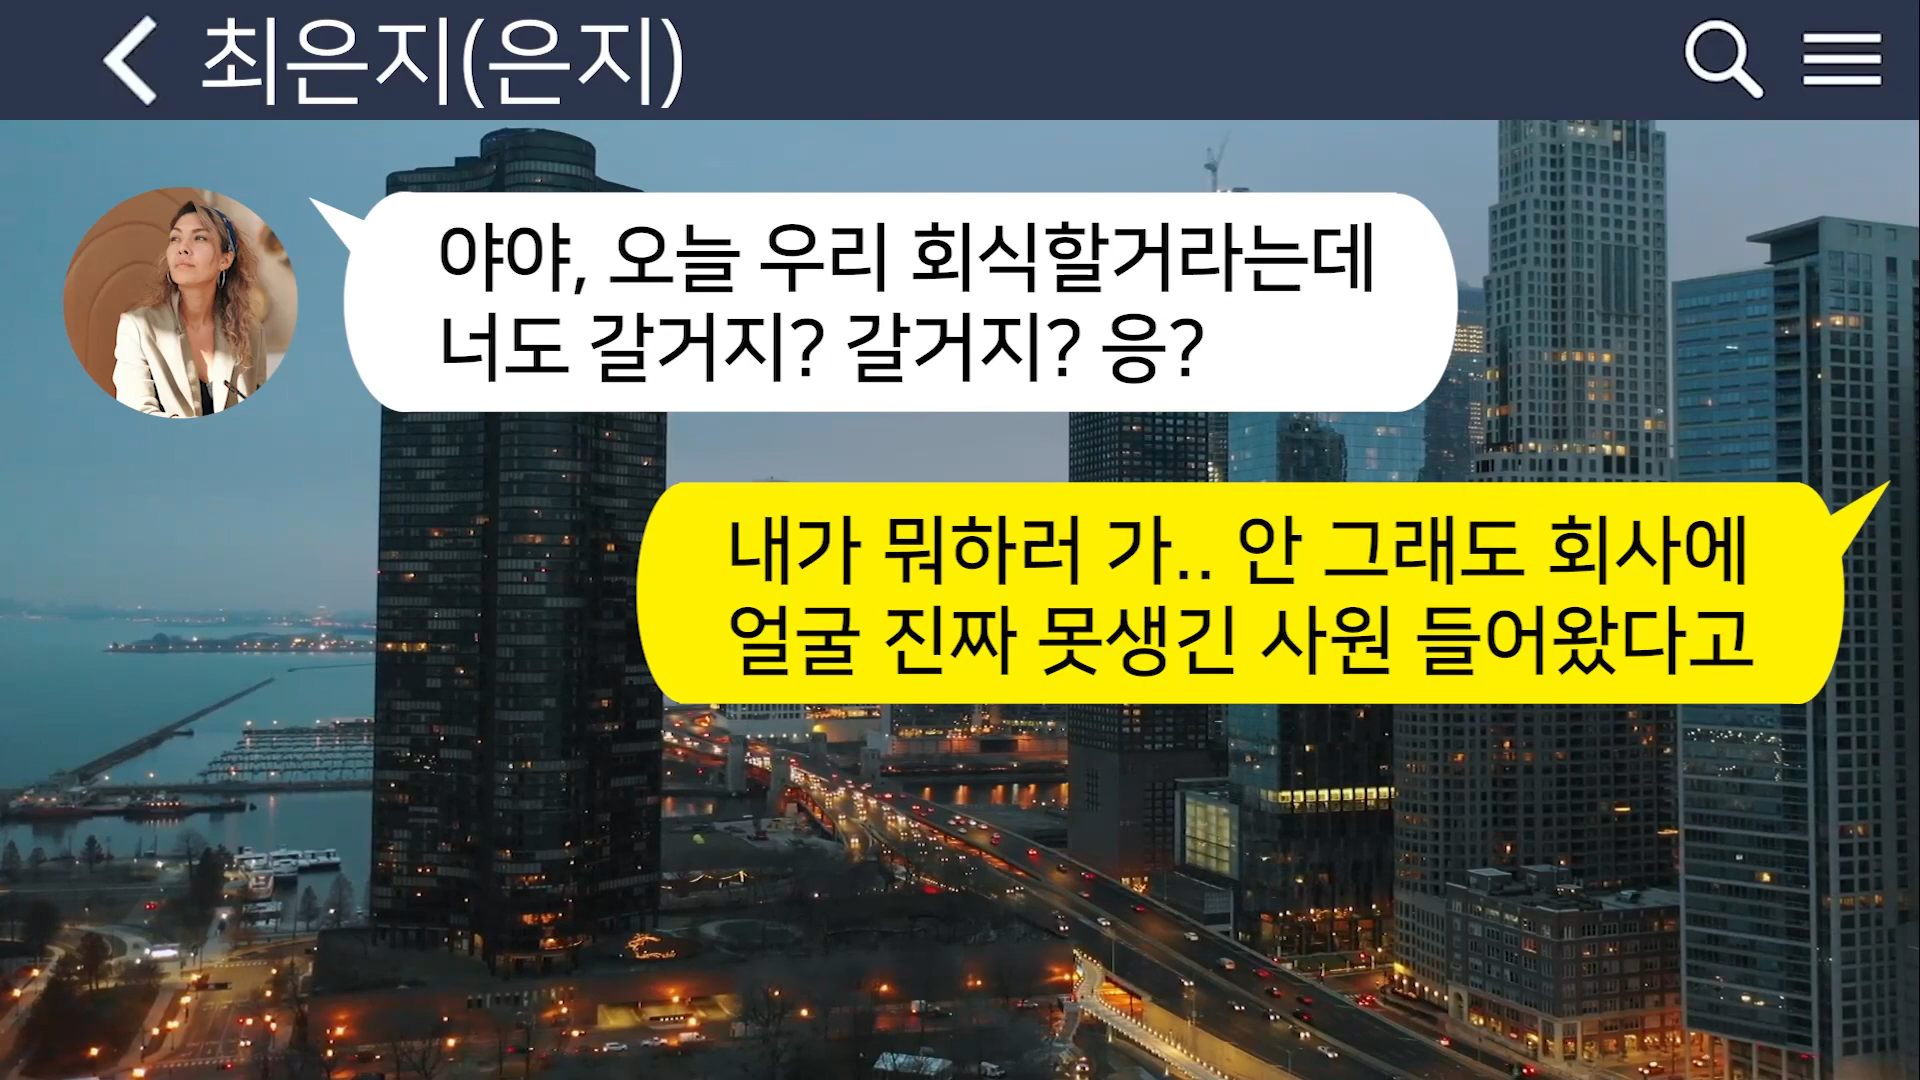 최은지(은지)
야야, 오늘 우리 회식할거라는데
너도 갈거지? 갈거지? 응?
내가 뭐하러 가.. 안 그래도 회사에
얼굴 진짜 못생긴 사원 들어왔다고